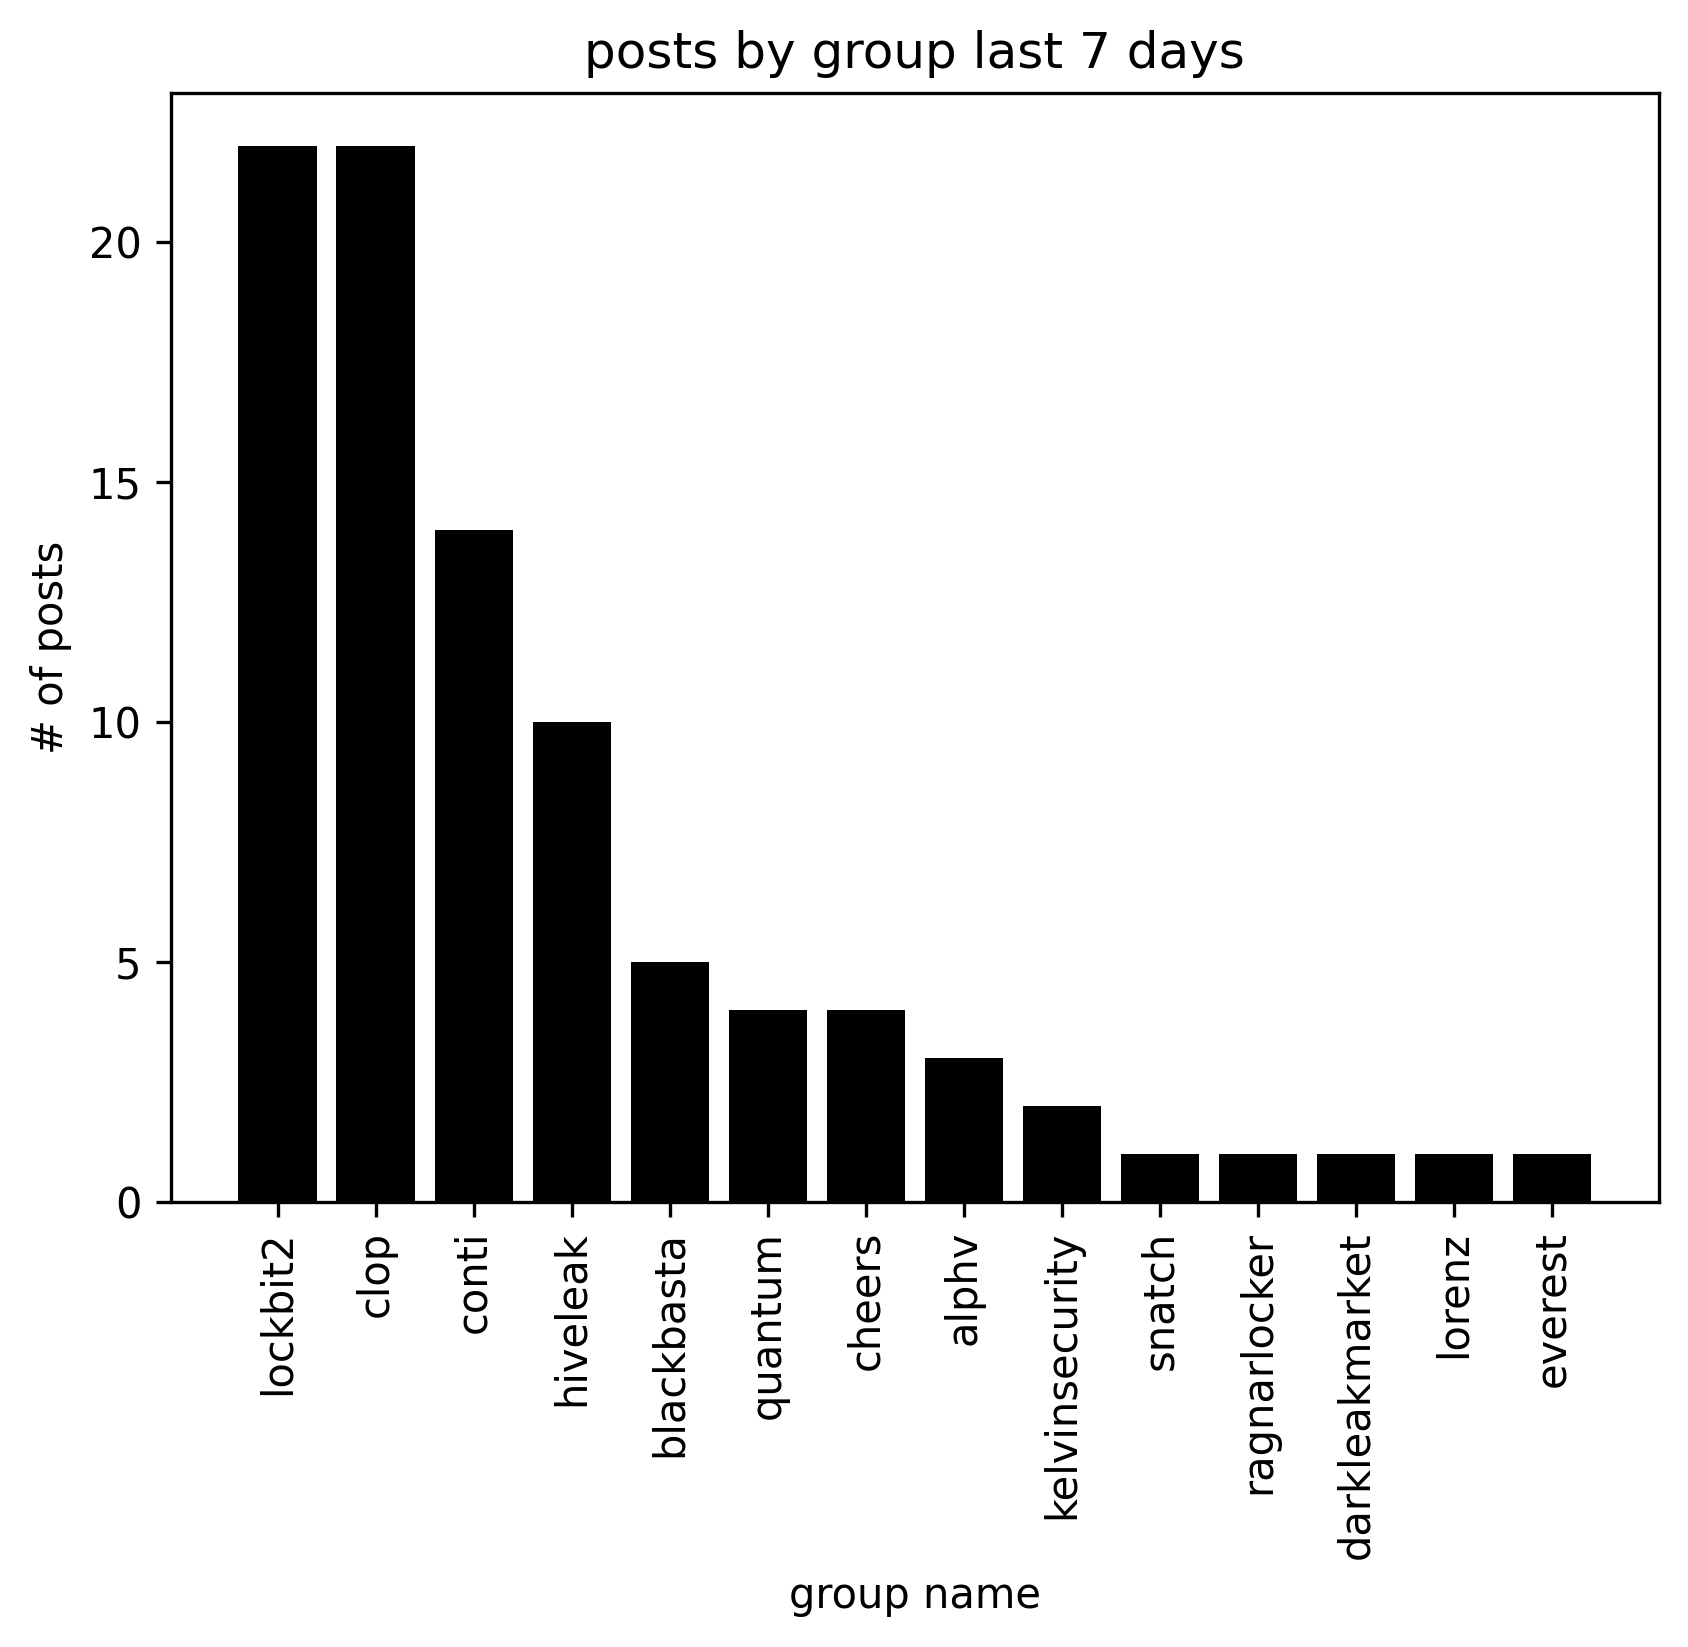 posts by group last 7 days
# of posts
20
15
10
5
0
lockbit2
clop
conti
hiveleak
blackbasta
quantum
cheers
alphv
kelvinsecurity
snatch
ragnarlocker
darkleakmarket
lorenz
everest
group name